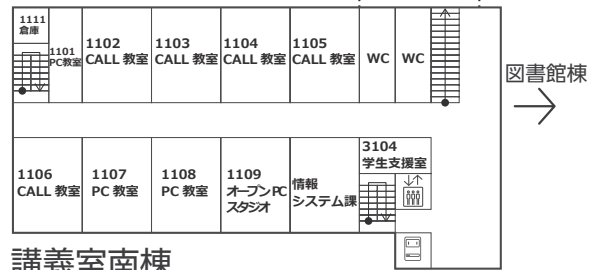 1111
倉庫
1101
PC教室
1102
CALL 教室
1103
CALL 教室
1104
CALL 教室
1105
CALL 教室
WC
WC
図書館棟
1106
CALL 教室
1107
PC 教室
1108
PC 教室
1109
オープンPC
スタジオ
情報
システム課
3104
学生支援室
講義室南棟